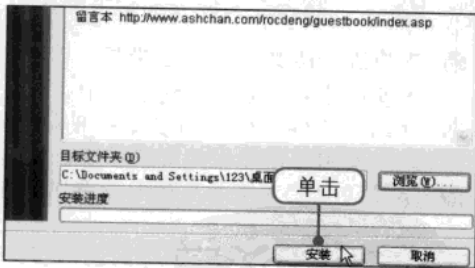 留言本 http://www.ashchan.com/rocdeng/guestbook/index.asp
目标文件夹(D)
C:\Documents and Settings\123\桌面
单击
浏览(W)...
安装进度
安装
取消